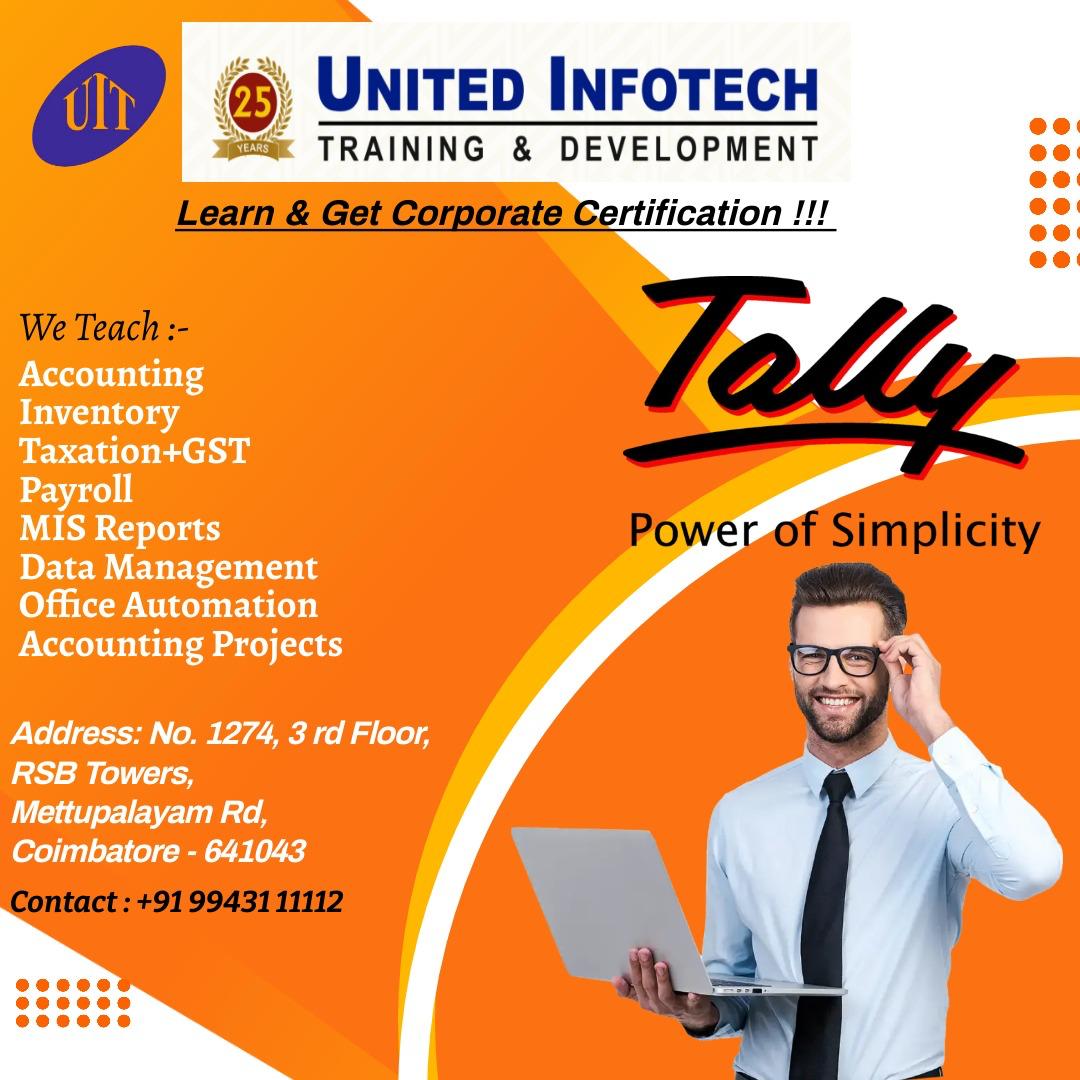 UIT
25
YEARS
UNITED INFOTECH
TRAINING & DEVELOPMENT
Learn & Get Corporate Certification !!!
Tally
Power of Simplicity
We Teach :-
Accounting
Inventory
Taxation+GST
Payroll
MIS Reports
Data Management
Office Automation
Accounting Projects
Address: No. 1274, 3 rd Floor,
RSB Towers,
Mettupalayam Rd,
Coimbatore - 641043
Contact : +91 99431 11112